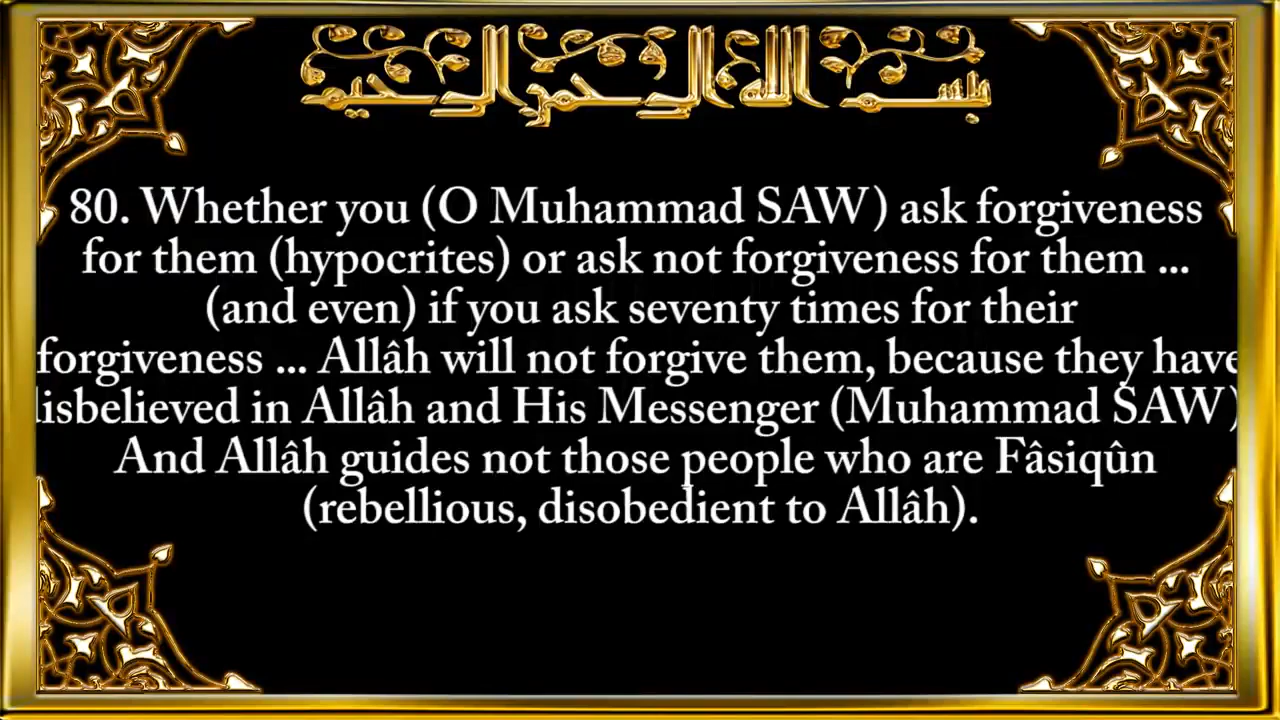 بسم الله الرحمن الرحيم
80. Whether you (O Muhammad SAW) ask forgiveness
for them (hypocrites) or ask not forgiveness for them ...
(and even) if you ask seventy times for their
forgiveness ... Allâh will not forgive them, because they have
lisbelieved in Allâh and His Messenger (Muhammad SAW)
And Allâh guides not those people who are Fâsiqûn
(rebellious, disobedient to Allâh).